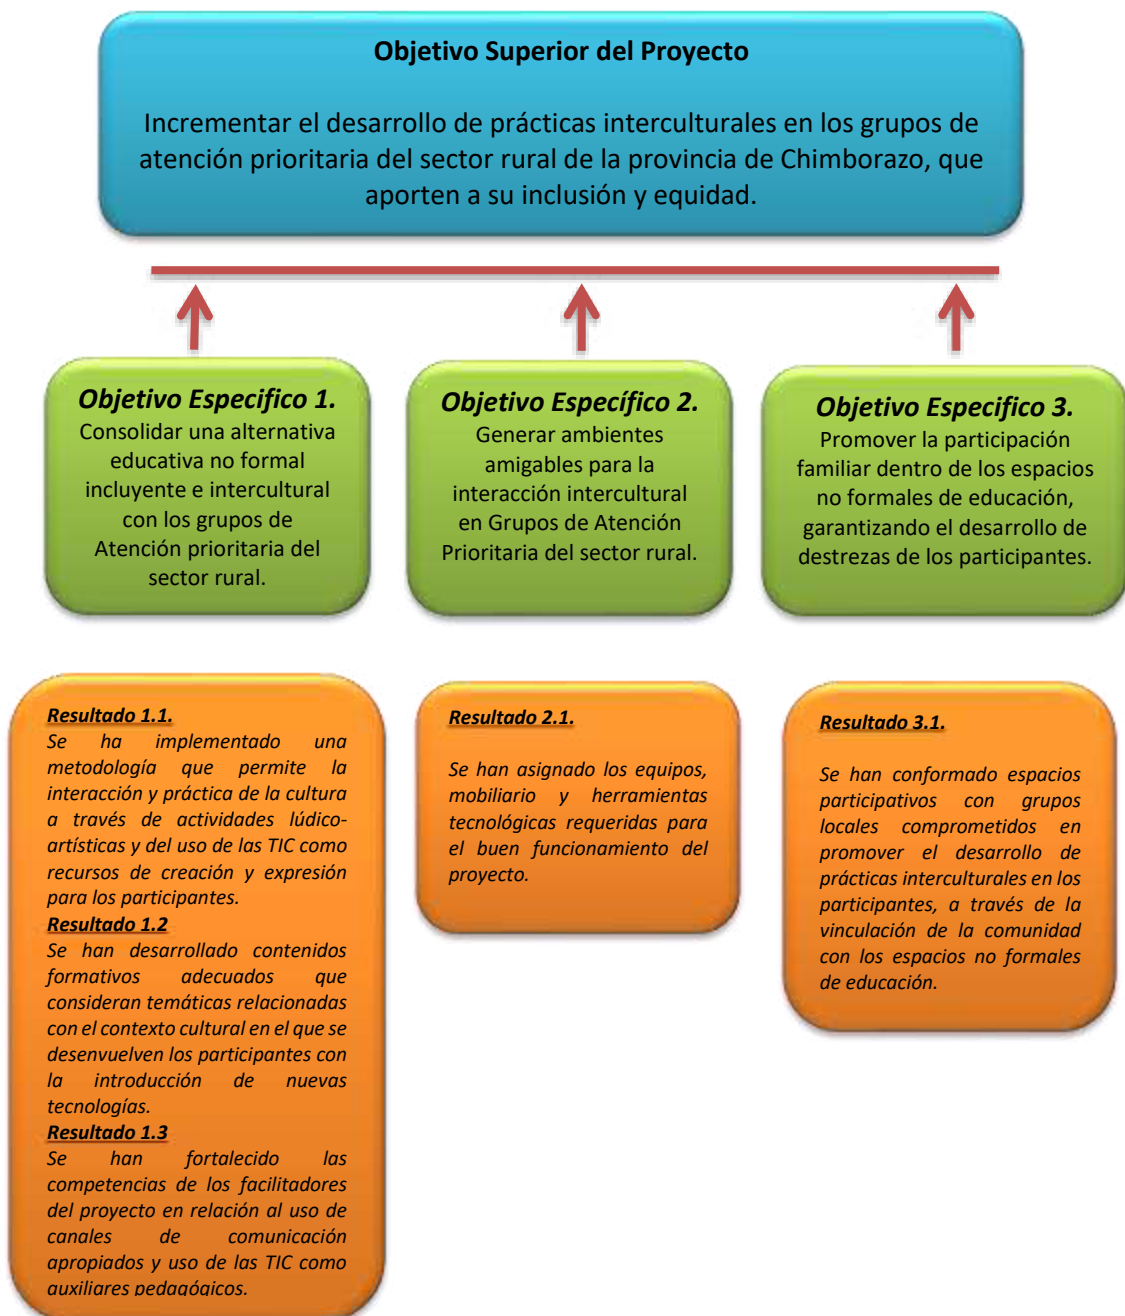 Objetivo Superior del Proyecto
Incrementar el desarrollo de prácticas interculturales en los grupos de
atención prioritaria del sector rural de la provincia de Chimborazo, que
aporten a su inclusión y equidad.
Objetivo Especifico 1.
Consolidar una alternativa
educativa no formal
incluyente e intercultural
con los grupos de
Atención prioritaria del
sector rural.
Objetivo Específico 2.
Generar ambientes
amigables para la
interacción intercultural
en Grupos de Atención
Prioritaria del sector rural.
Objetivo Especifico 3.
Promover la participación
familiar dentro de los espacios
no formales de educación,
garantizando el desarrollo de
destrezas de los participantes.
Resultado 1.1.
Se ha implementado una
metodología que permite la
interacción y práctica de la cultura
a través de actividades lúdico-
artísticas y del uso de las TIC como
recursos de creación y expresión
para los participantes.
Resultado 1.2
Se han desarrollado contenidos
formativos adecuados que
consideran temáticas relacionadas
con el contexto cultural en el que se
desenvuelven los participantes con
la introducción de nuevas
tecnologías.
Resultado 1.3
Se han fortalecido las
competencias de los facilitadores
del proyecto en relación al uso de
canales de comunicación
apropiados y uso de las TIC como
auxiliares pedagógicos.
Resultado 2.1.
Se han asignado los equipos,
mobiliario y herramientas
tecnológicas requeridas para
el buen funcionamiento del
proyecto.
Resultado 3.1.
Se han conformado espacios
participativos con grupos
locales comprometidos en
promover el desarrollo de
prácticas interculturales en los
participantes, a través de la
vinculación de la comunidad
con los espacios no formales
de educación.